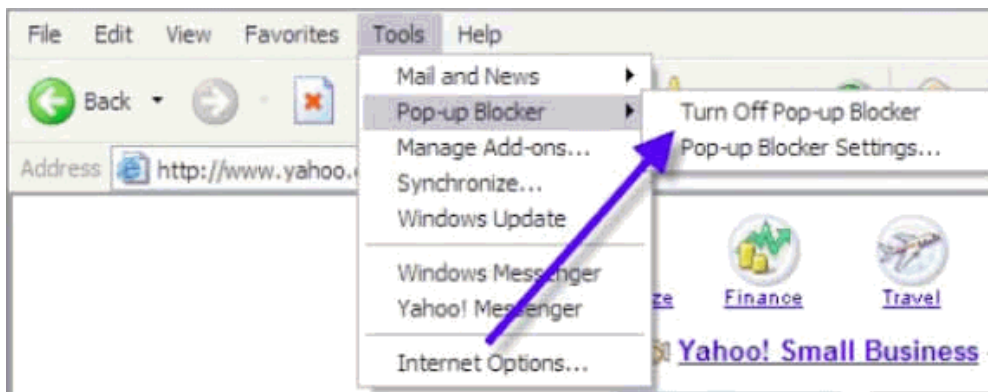 File Edit View Favorites Tools Help
Mail and News
Back
Pop-up Blocker
Turn Off Pop-up Blocker
Manage Add-ons...
Pop-up Blocker Settings...
Address http://www.yahoo.
Synchronize...
Windows Update
Windows Messenger
Yahoo! Messenger
Internet Options...
ze Finance Travel
Yahoo! Small Business